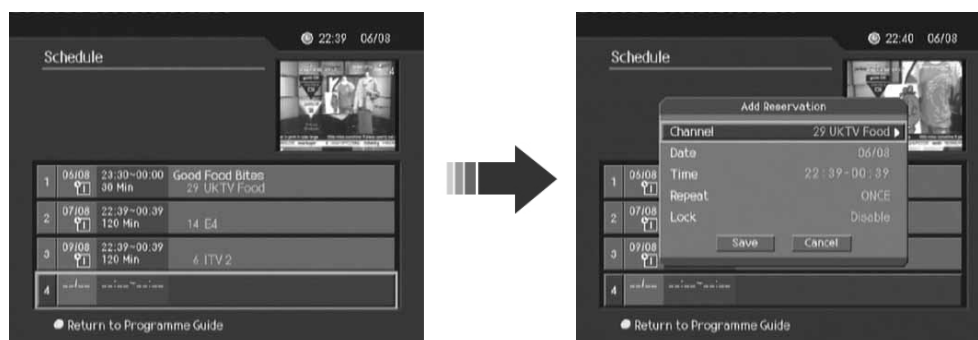 22:39 06/08
Schedule
1 06/08 23:30~00:00 Good Food Bites
30 Min 29 UKTV Food
2 07/08 22:39~00:39
120 Min 14 E4
3 09/08 22:39~00:39
120 Min 6 ITV2
4 --/-- --:--~--:--
Return to Programme Guide
22:40 06/08
Schedule
Add Reservation
Channel 29 UKTV Food
Date 06/08
Time 22:39-00:39
Repeat ONCE
Lock Disable
Save Cancel
1 06/08
2 07/08
3 09/08
4 --/-- --:--~--:--
Return to Programme Guide